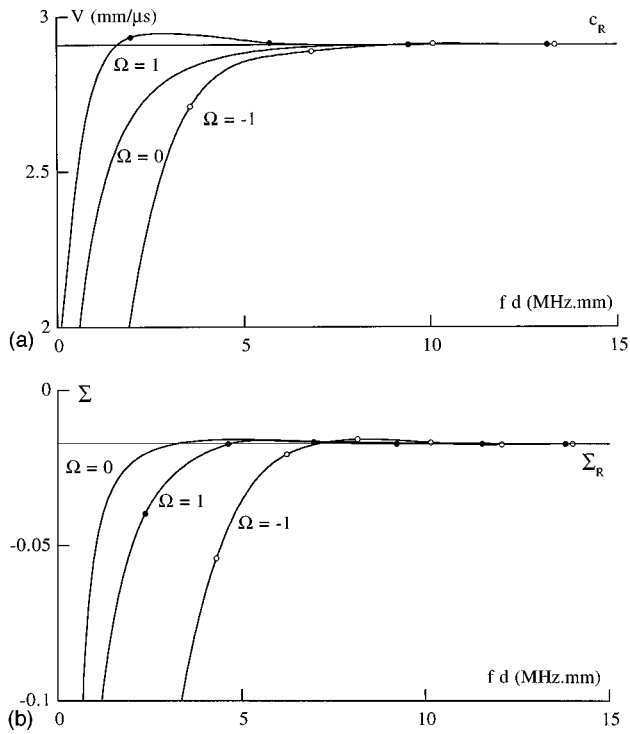 3 V (mm/μs)
c_R
Ω = 1
Ω = -1
Ω = 0
2.5
f d (MHz.mm)
2
(a) 0 5 10 15
0 Σ
Ω = 0
Σ_R
Ω = 1
Ω = -1
-0.05
f d (MHz.mm)
-0.1
(b) 0 5 10 15